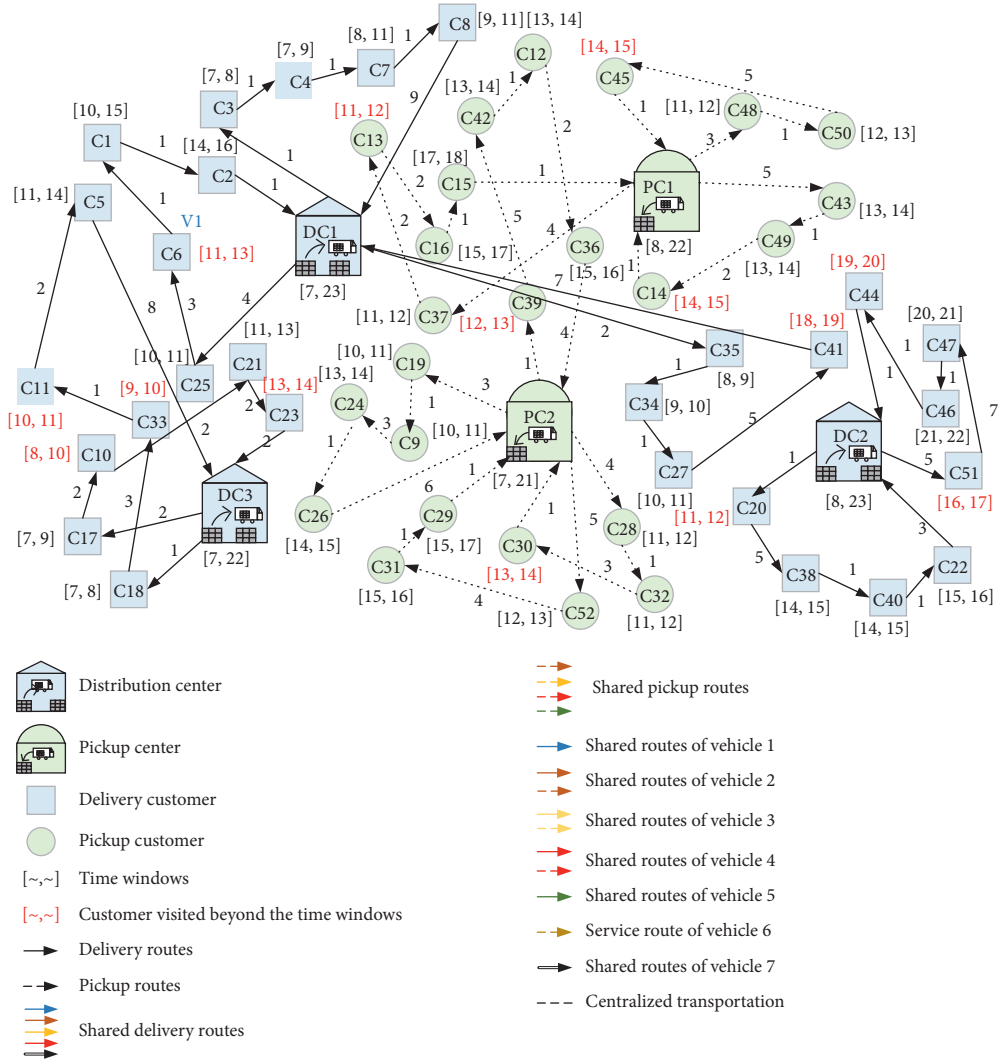 C8 [9, 11] [13, 14]
[8, 11] 1 C12 [14, 15]
[7, 9] 1 C7 C45 5
C4 1 [13, 14] 1
[7, 8] 1 9 [11, 12] C48
C3 [11, 12] C42 2 1 3 1 C50 [12, 13]
[10, 15] C13
C1 1 [14, 16] [17, 18]
C2 1 1 2 C15 1 PC1 5
[11, 14] C5 V1 DC1 C43 [13, 14]
C6 [11, 13] 2 C16 1 [15, 17] 5 4 C36 [8, 22] C49 1
[7, 23] [15, 16] 1 2 [13, 14]
2 8 3 4 7 C14 [14, 15] [19, 20]
C39 C44
[11, 12] C37 [12, 13] 2 [18, 19] [20, 21]
[11, 13] 4 C35 C41 C47
[10, 11] C21 [10, 11] 1 [8, 9] 1 1
C11 1 [9, 10] C25 [13, 14] [13, 14] C19 3 C34 [9, 10] 5 1 C46
[10, 11] C33 2 C23 C24 1 [10, 11] PC2 DC2 [21, 22] 7
[8, 10] C10 2 2 3 C9 1 C27
2 3 DC3 1 6 [7, 21] 4 [10, 11] 1 [8, 23] 5 C51
C17 2 C26 C29 1 5 C28 [11, 12] C20 [16, 17]
[7, 9] 1 [7, 22] [14, 15] 1 [15, 17] C30 [11, 12] 1 5 3
[7, 8] C18 C31 [13, 14] 3 C32 C38 1 C22
[15, 16] 4 [12, 13] C52 [11, 12] [14, 15] C40 1 [15, 16]
[14, 15]
Distribution center
Pickup center
Delivery customer
Pickup customer
[~,~] Time windows
[~,~] Customer visited beyond the time windows
Delivery routes
Pickup routes
Shared delivery routes
Shared pickup routes
Shared routes of vehicle 1
Shared routes of vehicle 2
Shared routes of vehicle 3
Shared routes of vehicle 4
Shared routes of vehicle 5
Service route of vehicle 6
Shared routes of vehicle 7
Centralized transportation